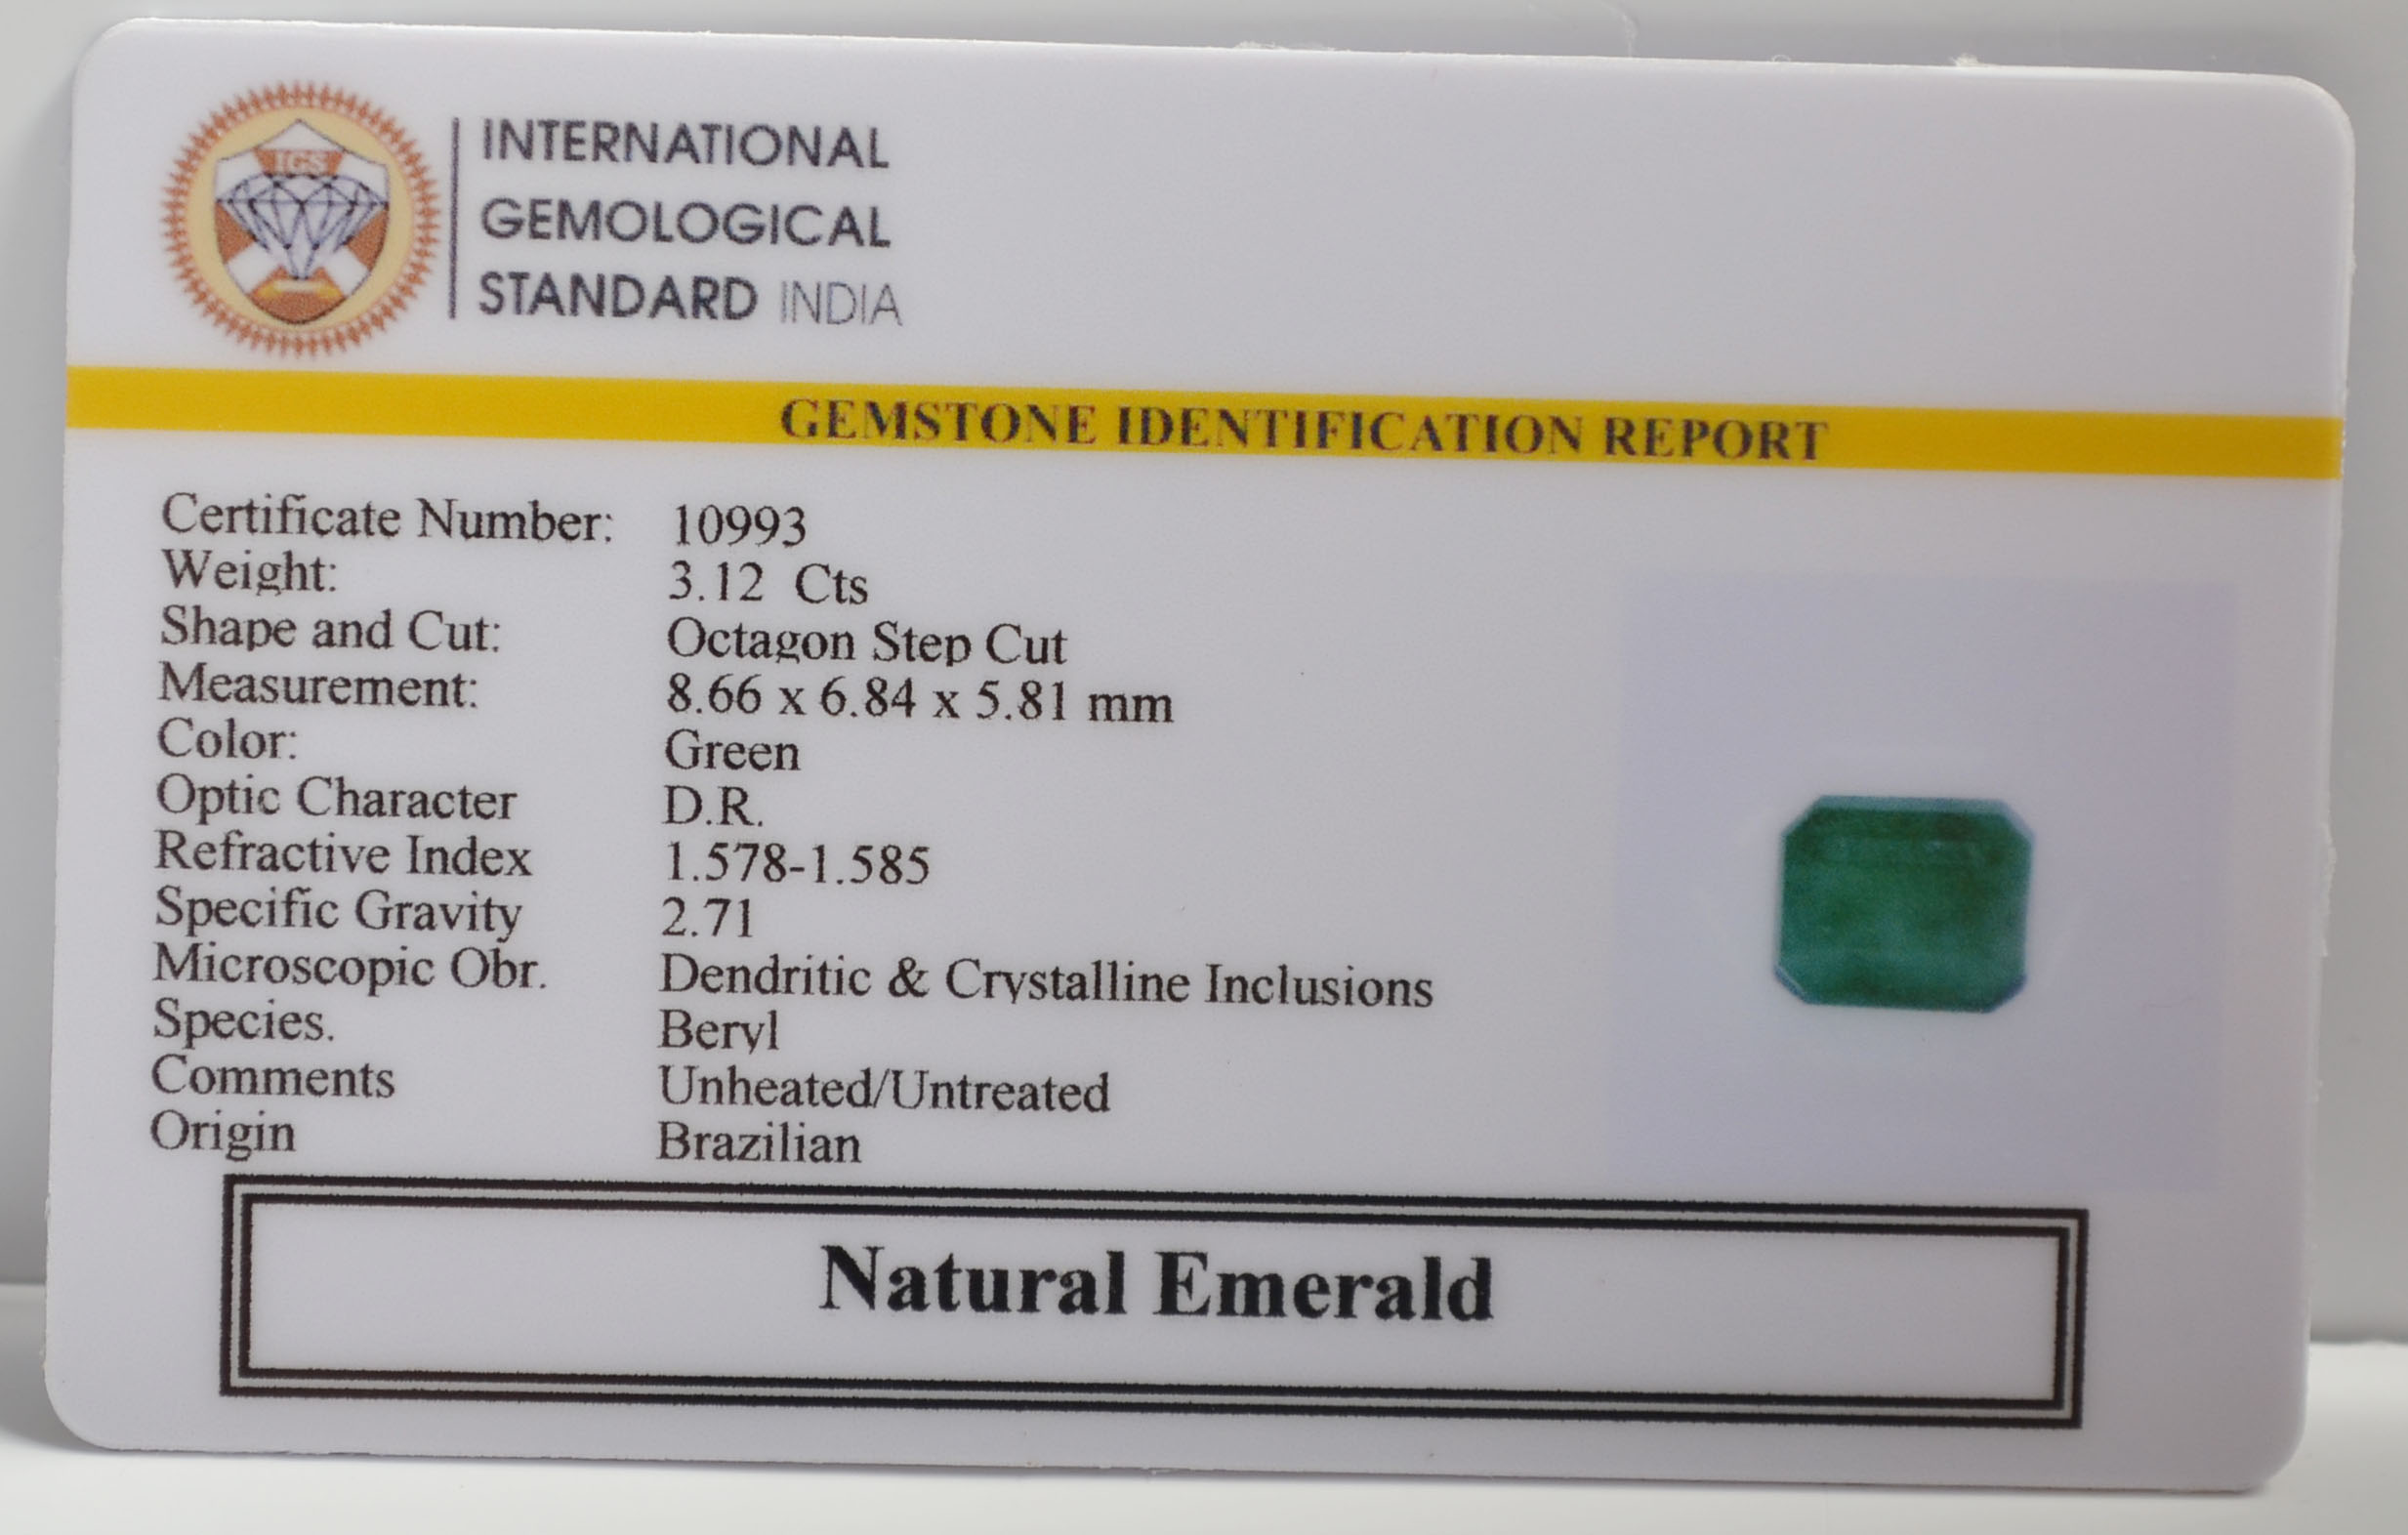 IGS
INTERNATIONAL
GEMOLOGICAL
STANDARD INDIA
GEMSTONE IDENTIFICATION REPORT
Certificate Number: 10993
Weight: 3.12 Cts
Shape and Cut: Octagon Step Cut
Measurement: 8.66 x 6.84 x 5.81 mm
Color: Green
Optic Character D.R.
Refractive Index 1.578-1.585
Specific Gravity 2.71
Microscopic Obr. Dendritic & Crystalline Inclusions
Species. Beryl
Comments Unheated/Untreated
Origin Brazilian
Natural Emerald